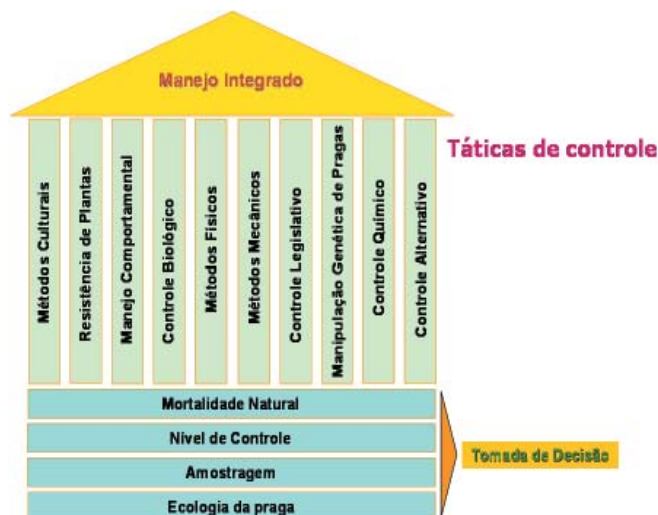 Manejo Integrado
Táticas de controle
Métodos Culturais
Resistência de Plantas
Manejo Comportamental
Controle Biológico
Métodos Físicos
Métodos Mecânicos
Controle Legislativo
Manipulação Genética de Pragas
Controle Químico
Controle Alternativo
Mortalidade Natural
Nível de Controle
Amostragem
Ecologia da praga
Tomada de Decisão